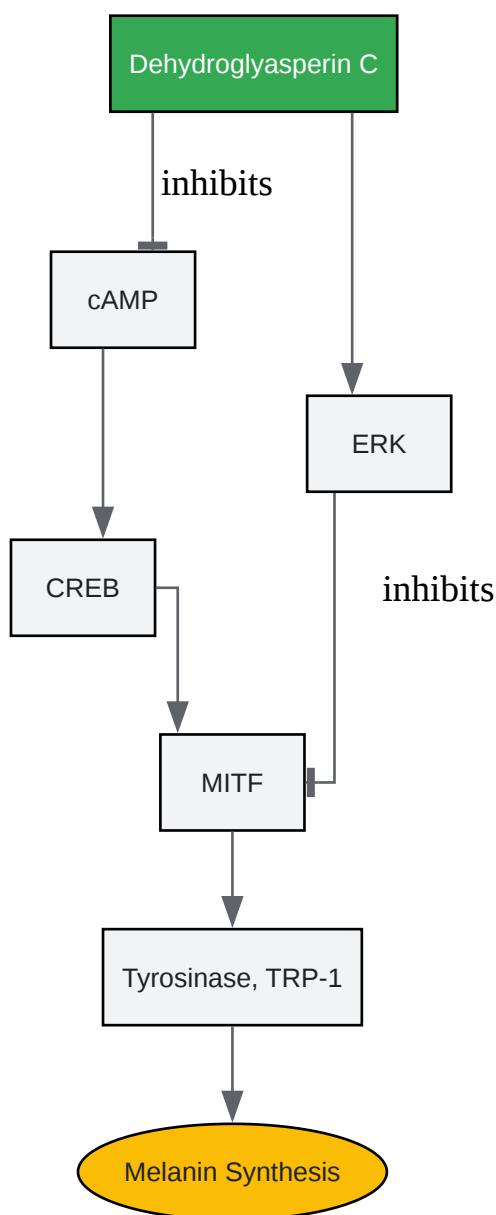 Dehydroglyasperin C
inhibits
cAMP
ERK
CREB
inhibits
MITF
Tyrosinase, TRP-1
Melanin Synthesis